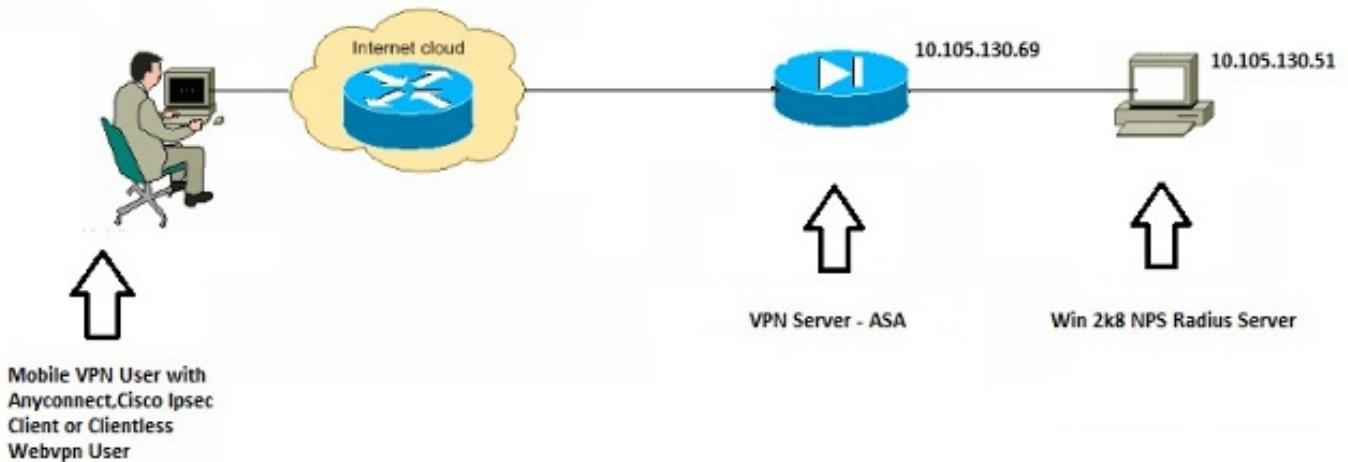 Internet cloud
10.105.130.69
10.105.130.51
VPN Server - ASA
Win 2k8 NPS Radius Server
Mobile VPN User with
Anyconnect,Cisco Ipsec
Client or Clientless
Webvpn User